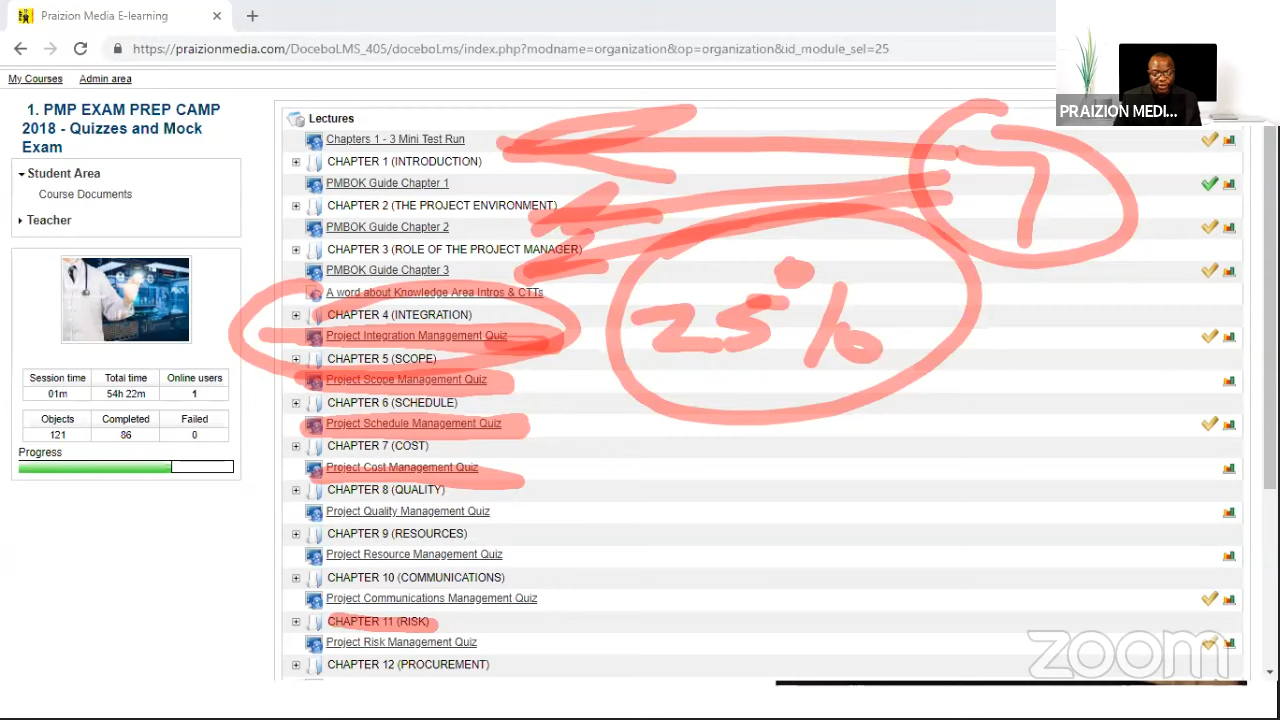 Praizion Media E-learning
https://praizionmedia.com/DoceboLMS_405/doceboLms/index.php?modname=organization&op=organization&id_module_sel=25
My Courses Admin area
PRAIZION MEDI...
1. PMP EXAM PREP CAMP
2018 - Quizzes and Mock
Exam
Student Area
Course Documents
Teacher
Session time Total time Online users
01m 54h 22m 1
Objects Completed Failed
121 86 0
Progress
Lectures
Chapters 1 - 3 Mini Test Run
CHAPTER 1 (INTRODUCTION)
PMBOK Guide Chapter 1
CHAPTER 2 (THE PROJECT ENVIRONMENT)
PMBOK Guide Chapter 2
CHAPTER 3 (ROLE OF THE PROJECT MANAGER)
PMBOK Guide Chapter 3
A word about Knowledge Area Intros & CTTs
CHAPTER 4 (INTEGRATION)
Project Integration Management Quiz
CHAPTER 5 (SCOPE)
Project Scope Management Quiz
CHAPTER 6 (SCHEDULE)
Project Schedule Management Quiz
CHAPTER 7 (COST)
Project Cost Management Quiz
CHAPTER 8 (QUALITY)
Project Quality Management Quiz
CHAPTER 9 (RESOURCES)
Project Resource Management Quiz
CHAPTER 10 (COMMUNICATIONS)
Project Communications Management Quiz
CHAPTER 11 (RISK)
Project Risk Management Quiz
CHAPTER 12 (PROCUREMENT)
7
25%
zoom